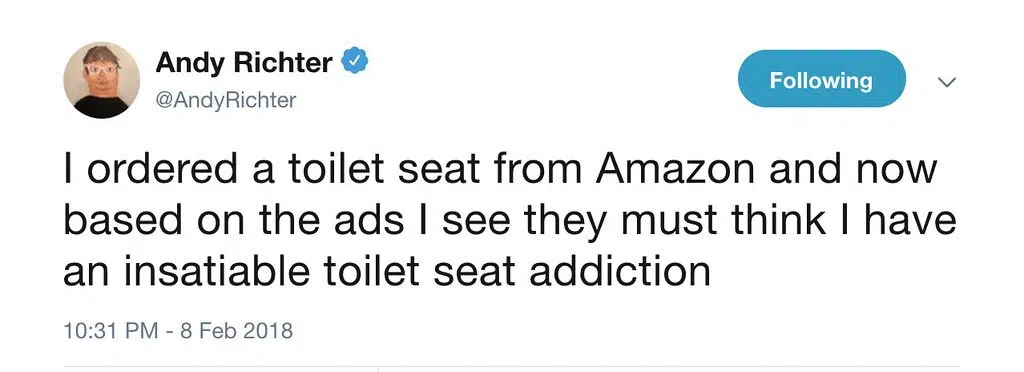 Andy Richter
@AndyRichter
Following
I ordered a toilet seat from Amazon and now
based on the ads I see they must think I have
an insatiable toilet seat addiction
10:31 PM - 8 Feb 2018